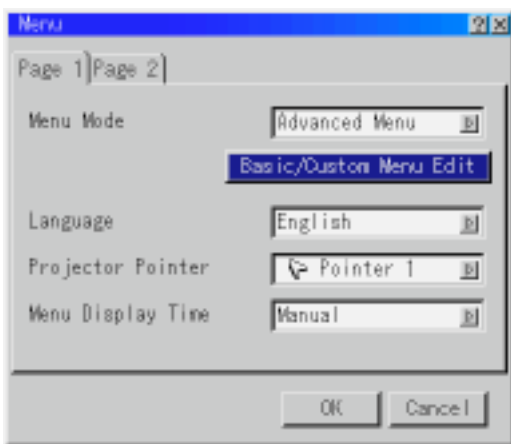 Menu
Page 1 Page 2
Menu Mode Advanced Menu
Basic/Custom Menu Edit
Language English
Projector Pointer Pointer 1
Menu Display Time Manual
OK Cancel